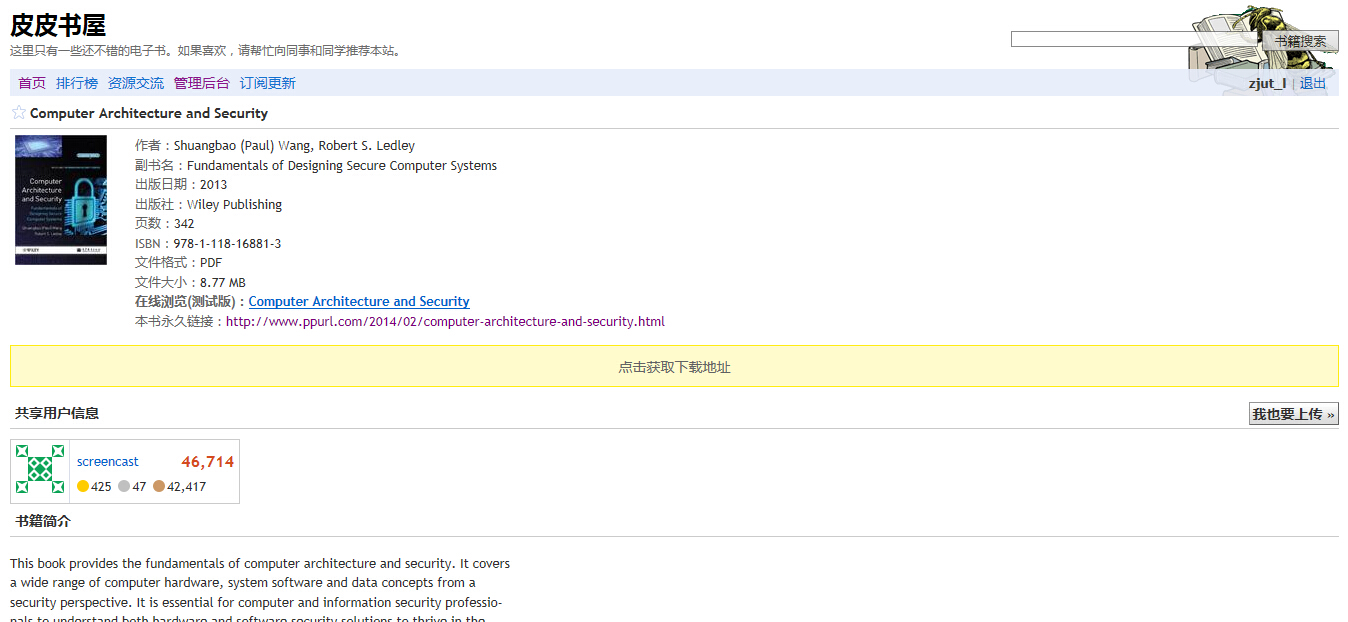 皮皮书屋
这里只有一些还不错的电子书。如果喜欢，请帮忙向同事和同学推荐本站。
书籍搜索
首页 排行榜 资源交流 管理后台 订阅更新
zjut_l | 退出
Computer Architecture and Security
Computer
Architecture
and Security
Fundamentals of
Designing Secure
Computer Systems
WILEY
作者：Shuangbao (Paul) Wang, Robert S. Ledley
副书名：Fundamentals of Designing Secure Computer Systems
出版日期：2013
出版社：Wiley Publishing
页数：342
ISBN：978-1-118-16881-3
文件格式：PDF
文件大小：8.77 MB
在线浏览(测试版)：Computer Architecture and Security
本书永久链接：http://www.ppurl.com/2014/02/computer-architecture-and-security.html
点击获取下载地址
共享用户信息
我也要上传 »
screencast 46,714
425 47 42,417
书籍简介
This book provides the fundamentals of computer architecture and security. It covers
a wide range of computer hardware, system software and data concepts from a
security perspective. It is essential for computer and information security professio-
nals to understand both hardware and software security solutions to thrive in the